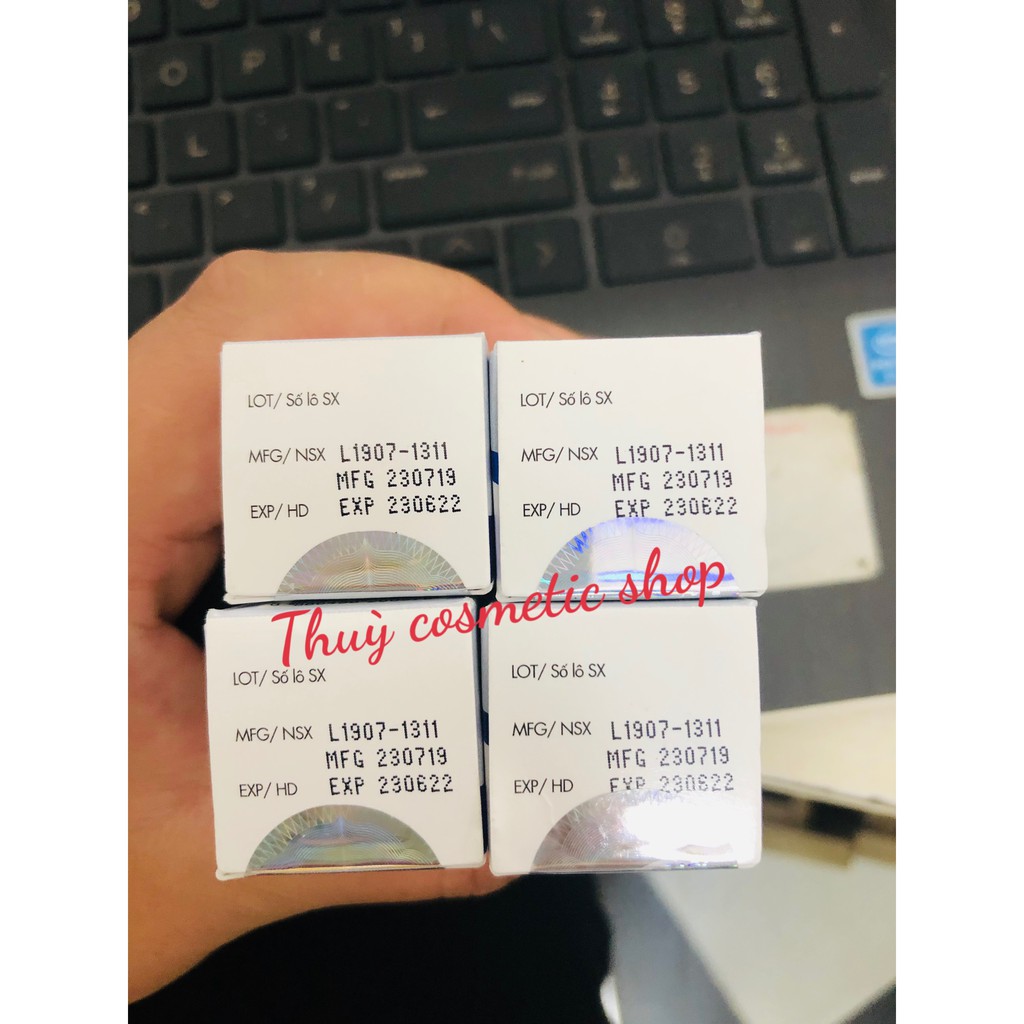 O P
L
LOT/ Số lô SX
MFG/ NSX L1907-1311
MFG 230719
EXP/ HD EXP 230622
LOT/ Số lô SX
MFG/ NSX L1907-1311
MFG 230719
EXP/ HD EXP 230622
Thuỳ cosmetic shop
LOT/ Số lô SX
MFG/ NSX L1907-1311
MFG 230719
EXP/ HD EXP 230622
LOT/ Số lô SX
MFG/ NSX L1907-1311
MFG 230719
EXP/ HD EXP 230622